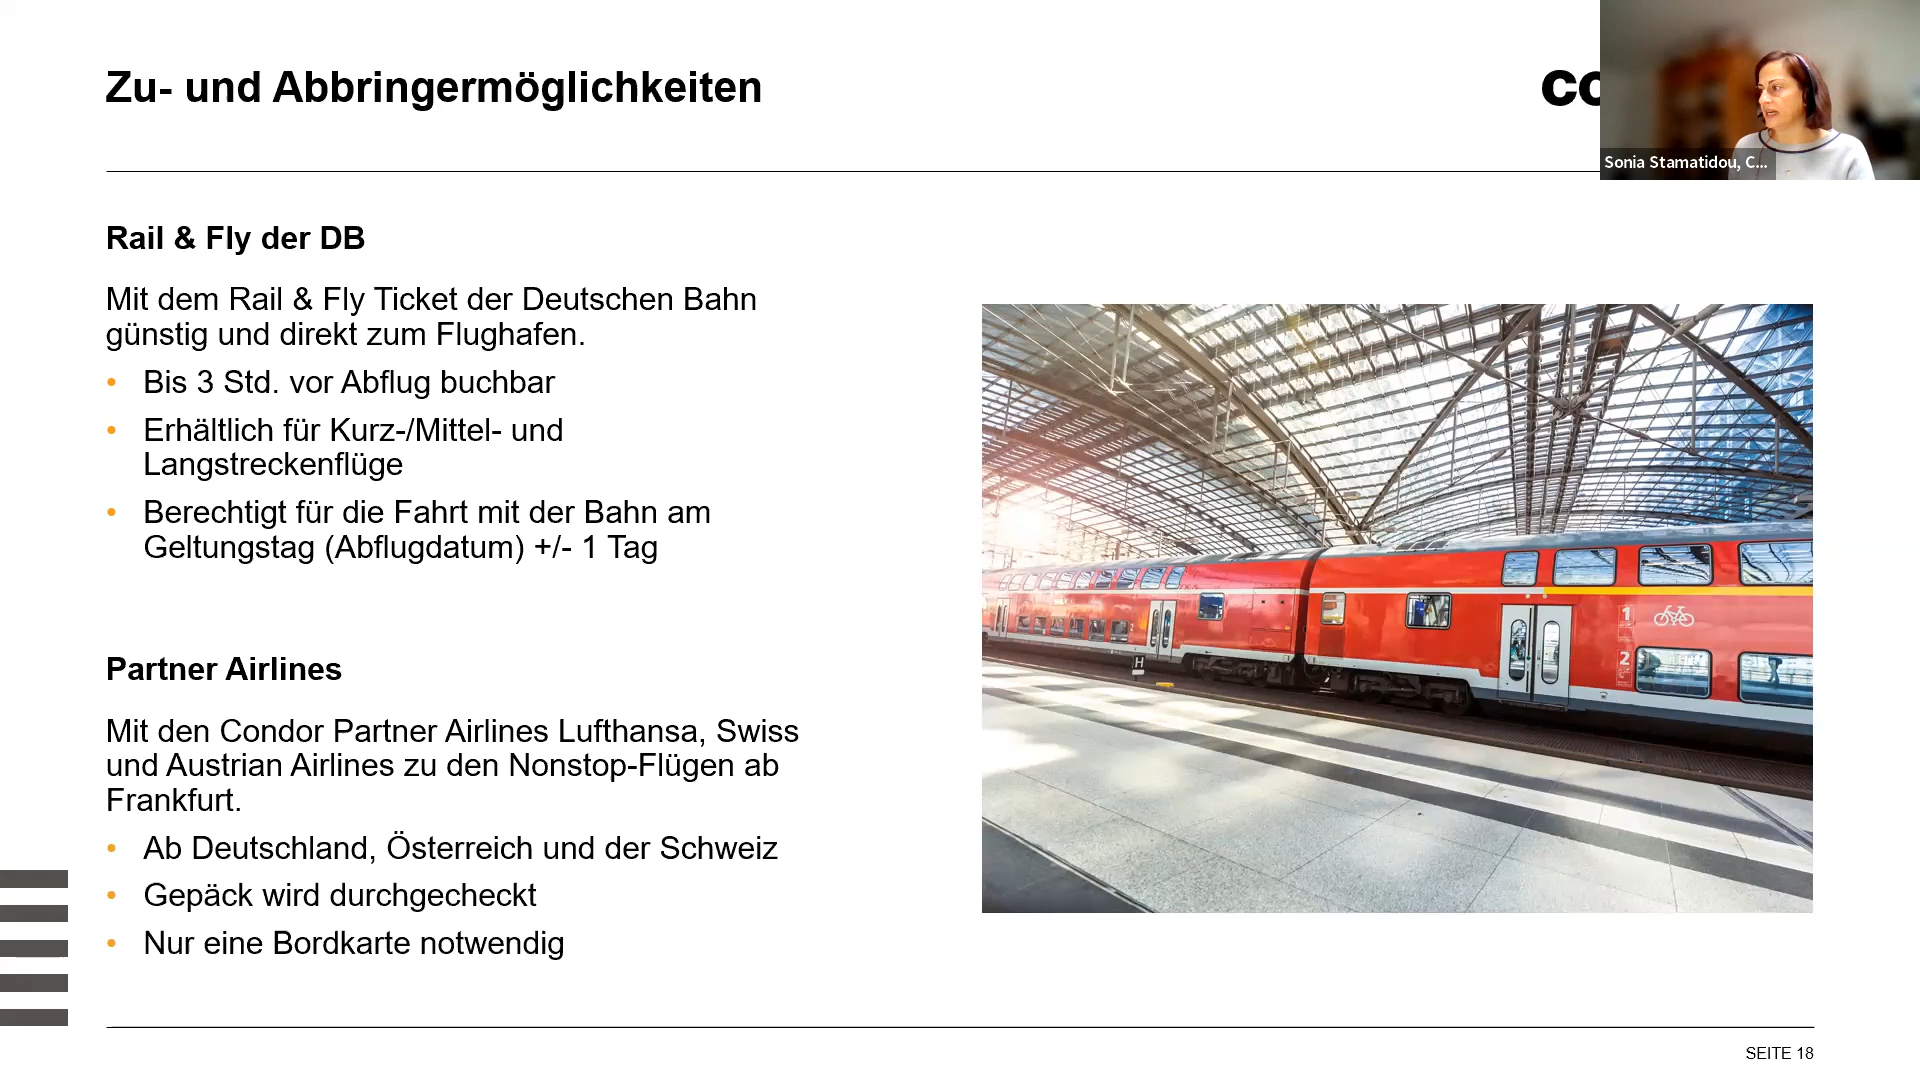 Zu- und Abbringermöglichkeiten
Sonia Stamatidou, C...
Rail & Fly der DB
Mit dem Rail & Fly Ticket der Deutschen Bahn
günstig und direkt zum Flughafen.
• Bis 3 Std. vor Abflug buchbar
• Erhältlich für Kurz-/Mittel- und
Langstreckenflüge
• Berechtigt für die Fahrt mit der Bahn am
Geltungstag (Abflugdatum) +/- 1 Tag
1
2
H
Partner Airlines
Mit den Condor Partner Airlines Lufthansa, Swiss
und Austrian Airlines zu den Nonstop-Flügen ab
Frankfurt.
• Ab Deutschland, Österreich und der Schweiz
• Gepäck wird durchgecheckt
• Nur eine Bordkarte notwendig
SEITE 18